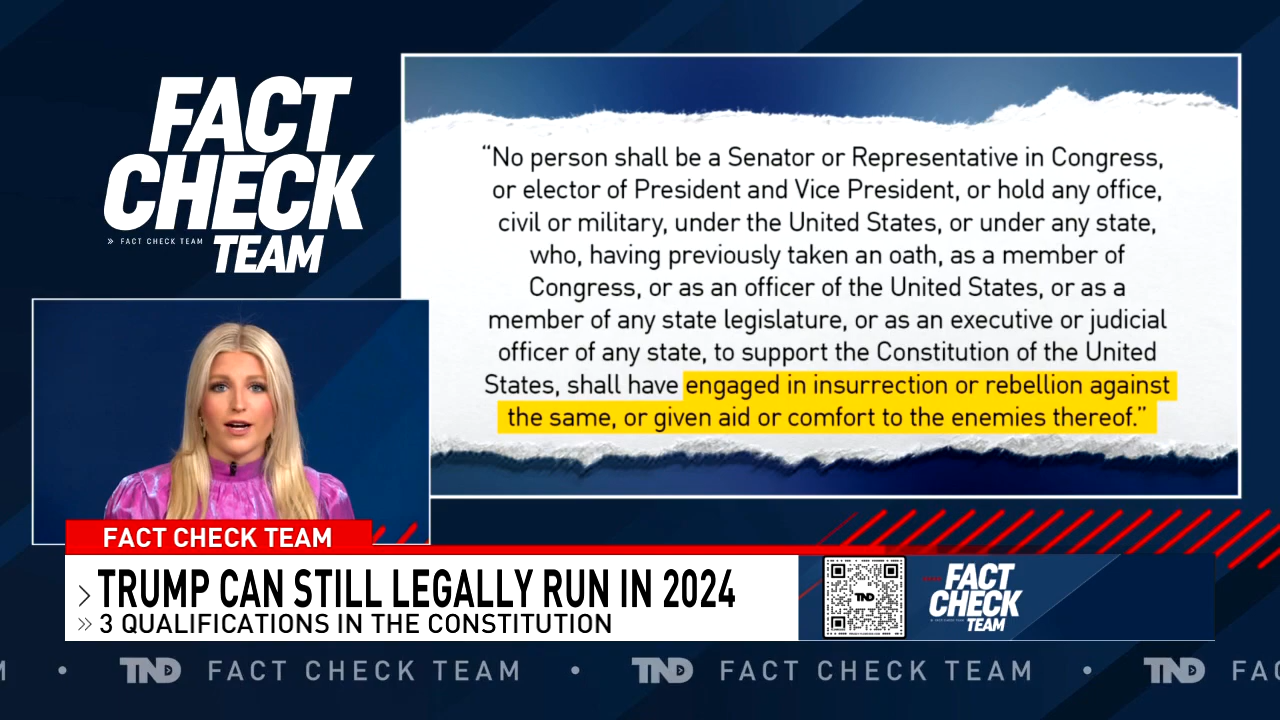 FACT
CHECK
TEAM
» FACT CHECK TEAM
“No person shall be a Senator or Representative in Congress,
or elector of President and Vice President, or hold any office,
civil or military, under the United States, or under any state,
who, having previously taken an oath, as a member of
Congress, or as an officer of the United States, or as a
member of any state legislature, or as an executive or judicial
officer of any state, to support the Constitution of the United
States, shall have engaged in insurrection or rebellion against
the same, or given aid or comfort to the enemies thereof.”
FACT CHECK TEAM
> TRUMP CAN STILL LEGALLY RUN IN 2024
» 3 QUALIFICATIONS IN THE CONSTITUTION
TND
FACT
CHECK
TEAM
M • TND FACT CHECK TEAM • TND FACT CHECK TEAM • TND FAC